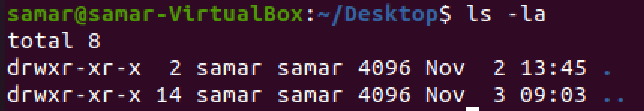 samar@samar-VirtualBox:~/Desktop$ ls -la
total 8
drwxr-xr-x  2 samar samar 4096 Nov  2 13:45 .
drwxr-xr-x 14 samar samar 4096 Nov  3 09:03 ..